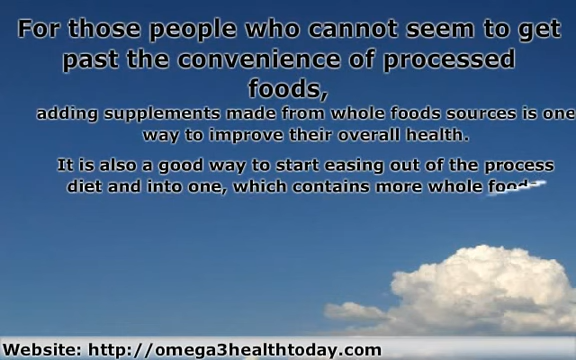 For those people who cannot seem to get
past the convenience of processed
foods,
adding supplements made from whole foods sources is one
way to improve their overall health.
It is also a good way to start easing out of the process
diet and into one, which contains more whole
Website: http://omega3healthtoday.com